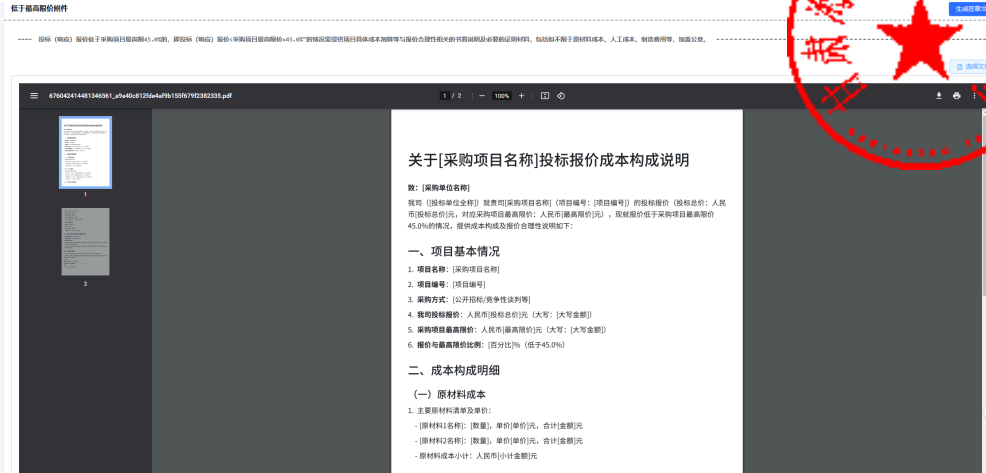 低于最高限价附件
生成签章文
投标（响应）报价低于采购项目最高限45.0%的，即投标（响应）报价<采购项目最高限价×45.0%"的情况需提供项目具体成本测算等与报价合理性相关的书面说明及必要的证明材料，包括但不限于原材料成本、人工成本、制造费用等，加盖公章。
选择文
676042414481346561_a9a40c812fde4af9b155f679f2382335.pdf
1 / 2
100%
1
2
关于[采购项目名称]投标报价成本构成说明
致：[采购单位名称]
我司（[投标单位全称]）就贵司[采购项目名称]（项目编号：[项目编号]）的投标报价（投标总价：人民
币[投标总价]元，对应采购项目最高限价：人民币[最高限价]元），现就报价低于采购项目最高限价
45.0%的情况，提供成本构成及报价合理性说明如下：
一、项目基本情况
1. 项目名称：[采购项目名称]
2. 项目编号：[项目编号]
3. 采购方式：[公开招标/竞争性谈判等]
4. 我司投标报价：人民币[投标总价]元（大写：[大写金额]）
5. 采购项目最高限价：人民币[最高限价]元（大写：[大写金额]）
6. 报价与最高限价比例：[百分比]%（低于45.0%）
二、成本构成明细
（一）原材料成本
1. 主要原材料清单及单价：
- [原材料1名称]：[数量]，单价[单价]元，合计[金额]元
- [原材料2名称]：[数量]，单价[单价]元，合计[金额]元
- 原材料成本小计：人民币[小计金额]元